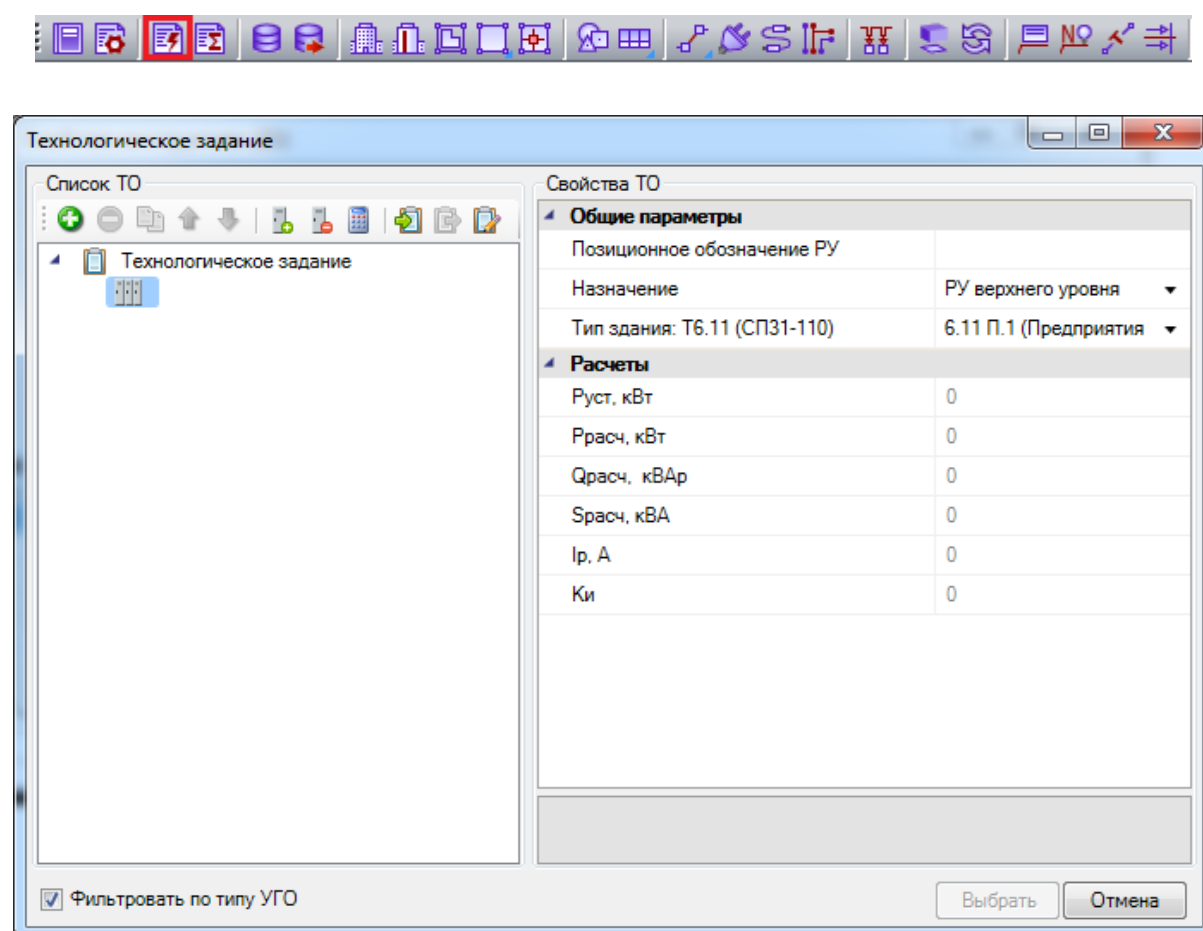 NO
Технологическое задание
Список ТО
Свойства ТО
Технологическое задание
Общие параметры
Позиционное обозначение РУ
Назначение РУ верхнего уровня
Тип здания: Т6.11 (СП31-110) 6.11 П.1 (Предприятия
Расчеты
Руст, кВт 0
Ррасч, кВт 0
Qрасч, кВАр 0
Sрасч, кВА 0
Ip, А 0
Ки 0
Фильтровать по типу УГО
Выбрать
Отмена